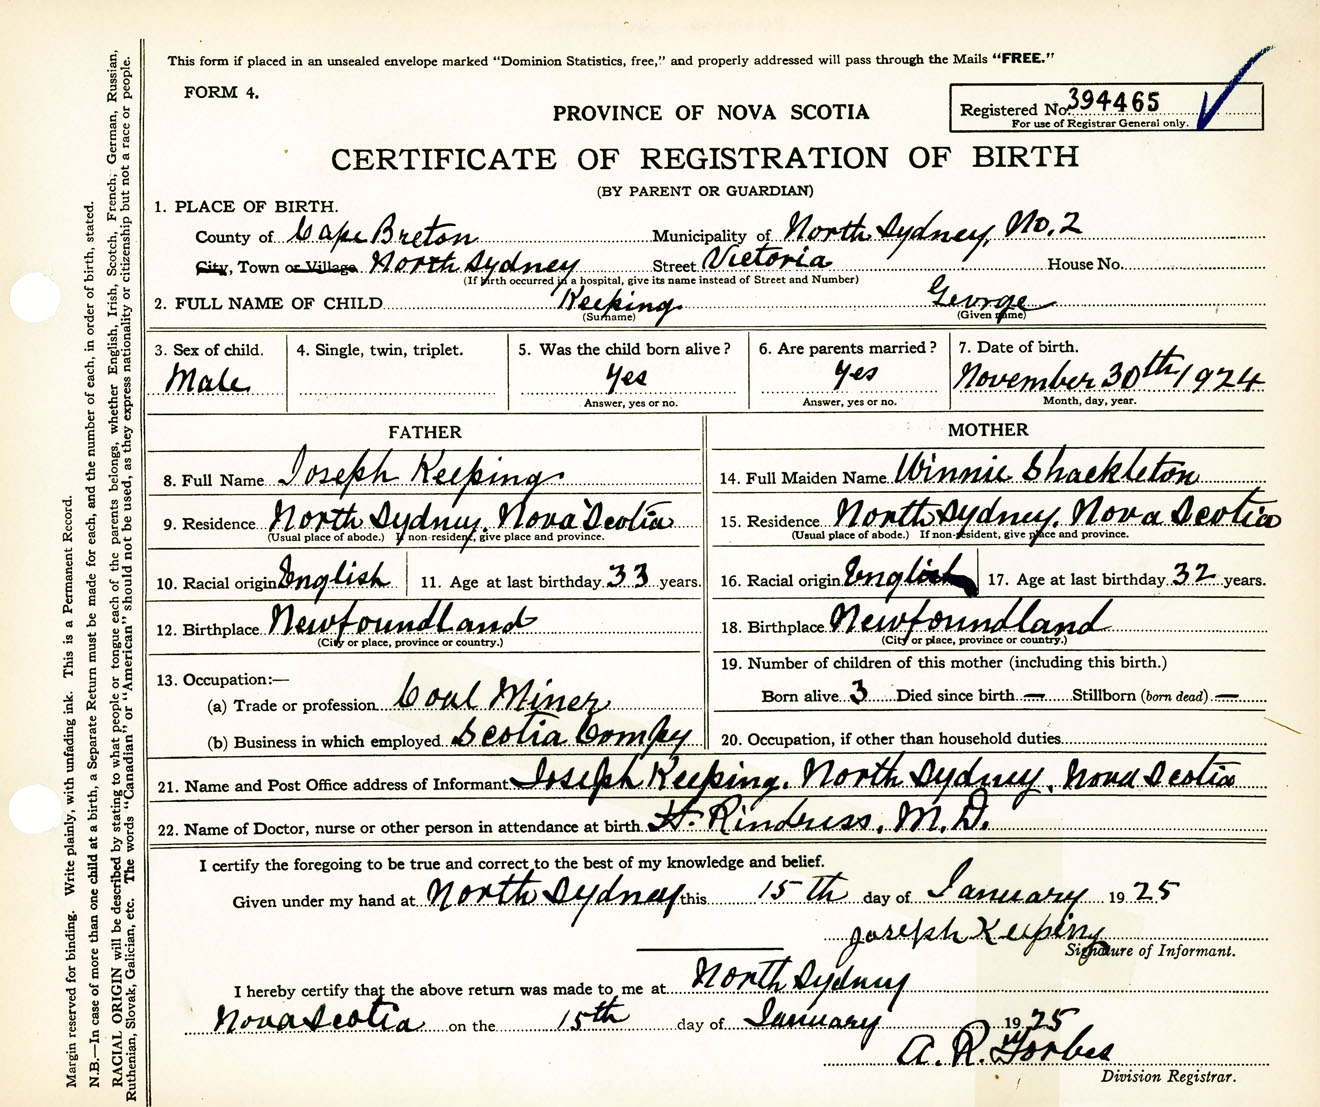 This form if placed in an unsealed envelope marked "Dominion Statistics, free," and properly addressed will pass through the Mails "FREE."
FORM 4.
Registered No. 394465
For use of Registrar General only.
PROVINCE OF NOVA SCOTIA
CERTIFICATE OF REGISTRATION OF BIRTH
(BY PARENT OR GUARDIAN)
1. PLACE OF BIRTH.
County of Cape Breton Municipality of North Sydney, No. 2
City, Town or Village North Sydney Street Victoria House No.
(If birth occurred in a hospital, give its name instead of Street and Number)
2. FULL NAME OF CHILD Keeping George
(Surname) (Given name)
3. Sex of child. 4. Single, twin, triplet. 5. Was the child born alive? 6. Are parents married? 7. Date of birth.
Male Yes Yes November 30th 1924
Answer, yes or no. Answer, yes or no. Month, day, year.
FATHER
8. Full Name Joseph Keeping
9. Residence North Sydney, Nova Scotia
(Usual place of abode.) If non-resident, give place and province.
10. Racial origin English 11. Age at last birthday 33 years.
12. Birthplace Newfoundland
(City or place, province or country.)
13. Occupation:—
(a) Trade or profession Coal Miner
(b) Business in which employed Scotia Compy
MOTHER
14. Full Maiden Name Winnie Shackleton
15. Residence North Sydney, Nova Scotia
(Usual place of abode.) If non-resident, give place and province.
16. Racial origin English 17. Age at last birthday 32 years.
18. Birthplace Newfoundland
(City or place, province or country.)
19. Number of children of this mother (including this birth.)
Born alive 3 Died since birth — Stillborn (born dead) —
20. Occupation, if other than household duties
21. Name and Post Office address of Informant Joseph Keeping, North Sydney, Nova Scotia
22. Name of Doctor, nurse or other person in attendance at birth H. Rindress, M.D.
I certify the foregoing to be true and correct to the best of my knowledge and belief.
Given under my hand at North Sydney this 15th day of January 1925
Joseph Keeping
Signature of Informant.
I hereby certify that the above return was made to me at North Sydney
Nova Scotia on the 15th day of January 1925
A. R. Forbes
Division Registrar.
Margin reserved for binding. Write plainly, with unfading ink. This is a Permanent Record.
N.B.—In case of more than one child at a birth, a Separate Return must be made for each, and the number of each, in order of birth, stated.
RACIAL ORIGIN will be described by stating to what people or tongue each of the parents belongs, whether English, Irish, Scotch, French, German, Russian,
Ruthenian, Slovak, Galician, etc. The words "Canadian" or "American" should not be used, as they express nationality or citizenship but not a race or people.